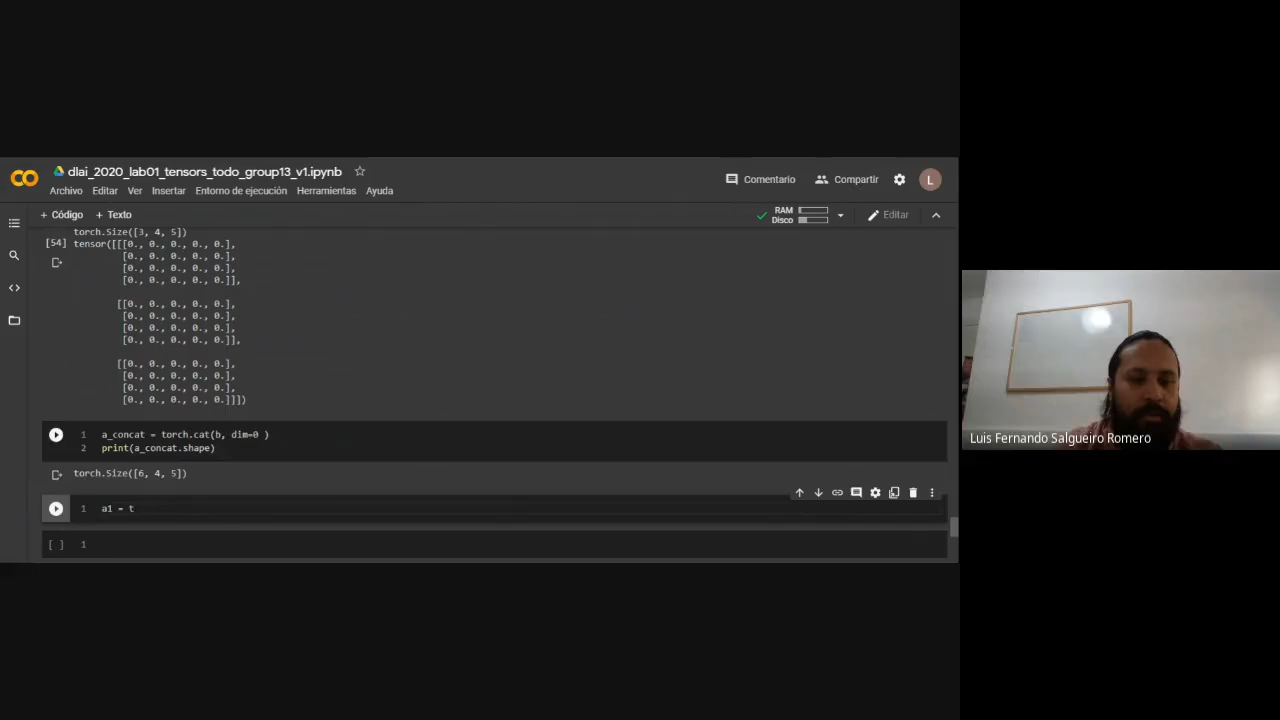 dlai_2020_lab01_tensors_todo_group13_v1.ipynb
Comentario
Compartir
L
Archivo Editar Ver Insertar Entorno de ejecución Herramientas Ayuda
+ Código + Texto
RAM
Disco
Editar
torch.Size([3, 4, 5])
[54] tensor([[[0., 0., 0., 0., 0.],
[0., 0., 0., 0., 0.],
[0., 0., 0., 0., 0.],
[0., 0., 0., 0., 0.]],
[[0., 0., 0., 0., 0.],
[0., 0., 0., 0., 0.],
[0., 0., 0., 0., 0.],
[0., 0., 0., 0., 0.]],
[[0., 0., 0., 0., 0.],
[0., 0., 0., 0., 0.],
[0., 0., 0., 0., 0.],
[0., 0., 0., 0., 0.]]])
1 a_concat = torch.cat(b, dim=0 )
2 print(a_concat.shape)
torch.Size([6, 4, 5])
1 a1 = t
[ ] 1
Luis Fernando Salgueiro Romero